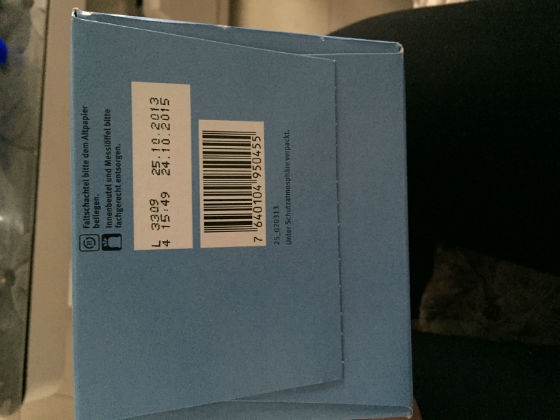 Faltschachtel bitte dem Altpapier
beilegen.
Innenbeutel und Messlöffel bitte
fachgerecht entsorgen.
L 3309 25.10.2013
4 15:49 24.10.2015
7 640104 950455
25_020313
Unter Schutzatmosphäre verpackt.